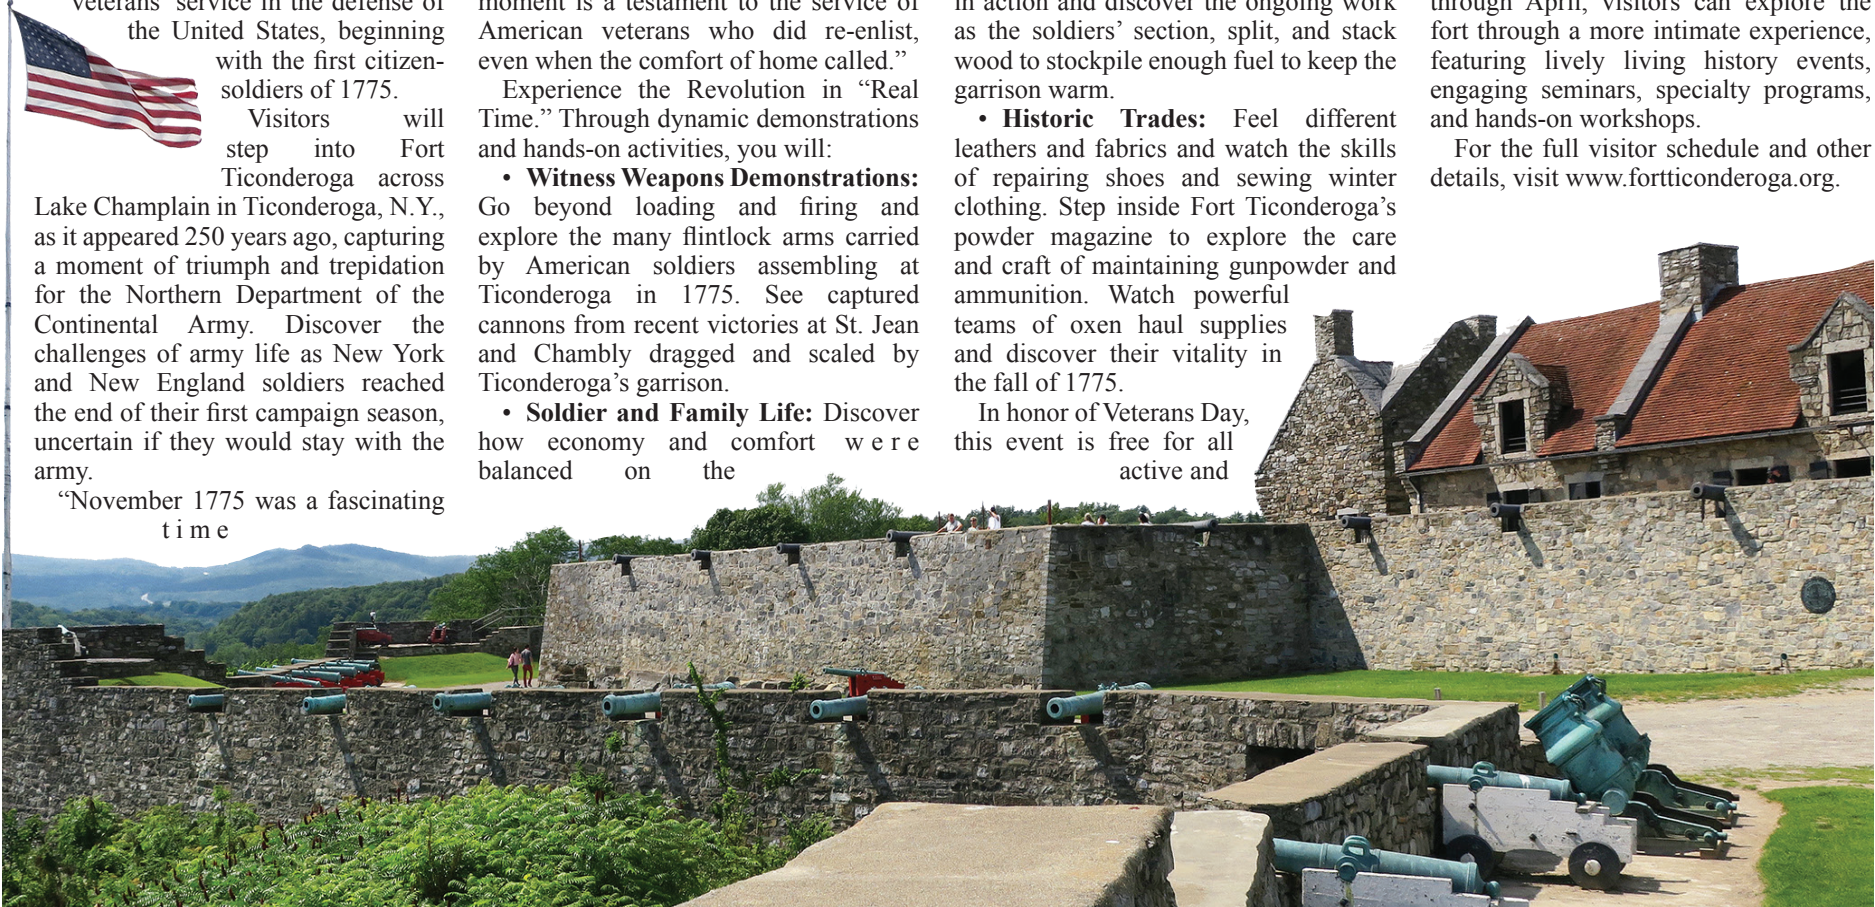 veterans' service in the defense of
the United States, beginning
with the first citizen-
soldiers of 1775.
Visitors will
step into Fort
Ticonderoga across
Lake Champlain in Ticonderoga, N.Y.,
as it appeared 250 years ago, capturing
a moment of triumph and trepidation
for the Northern Department of the
Continental Army. Discover the
challenges of army life as New York
and New England soldiers reached
the end of their first campaign season,
uncertain if they would stay with the
army.
“November 1775 was a fascinating
time
moment is a testament to the service of
American veterans who did re-enlist,
even when the comfort of home called.”
Experience the Revolution in “Real
Time.” Through dynamic demonstrations
and hands-on activities, you will:
• Witness Weapons Demonstrations:
Go beyond loading and firing and
explore the many flintlock arms carried
by American soldiers assembling at
Ticonderoga in 1775. See captured
cannons from recent victories at St. Jean
and Chambly dragged and scaled by
Ticonderoga’s garrison.
• Soldier and Family Life: Discover
how economy and comfort were
balanced on the
in action and discover the ongoing work
as the soldiers’ section, split, and stack
wood to stockpile enough fuel to keep the
garrison warm.
• Historic Trades: Feel different
leathers and fabrics and watch the skills
of repairing shoes and sewing winter
clothing. Step inside Fort Ticonderoga’s
powder magazine to explore the care
and craft of maintaining gunpowder and
ammunition. Watch powerful
teams of oxen haul supplies
and discover their vitality in
the fall of 1775.
In honor of Veterans Day,
this event is free for all
active and
through April, visitors can explore the
fort through a more intimate experience,
featuring lively living history events,
engaging seminars, specialty programs,
and hands-on workshops.
For the full visitor schedule and other
details, visit www.fortticonderoga.org.